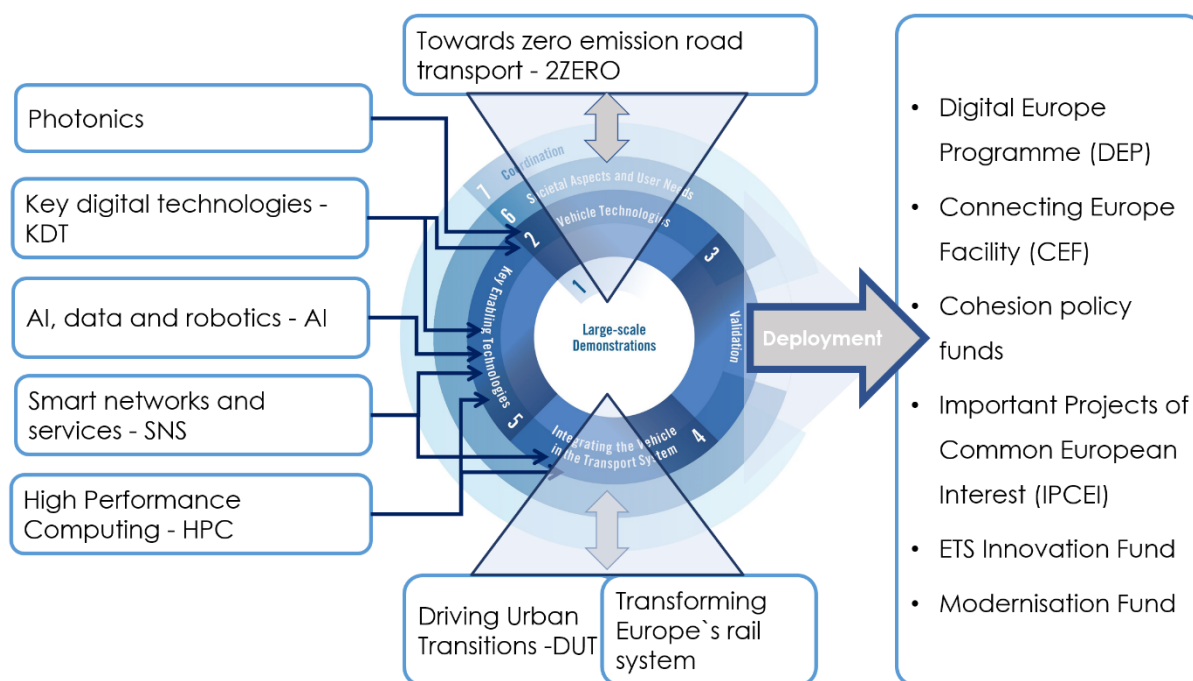 Towards zero emission road
transport - 2ZERO
Photonics
Key digital technologies -
KDT
AI, data and robotics - AI
Smart networks and
services - SNS
High Performance
Computing - HPC
7 Coordination
6 Societal Aspects and User Needs
2 Vehicle Technologies
1
Large-scale
Demonstrations
3
Validation
Key Enabling
Technologies
5
Integrating the Vehicle
in the Transport System
4
Deployment
Driving Urban
Transitions -DUT
Transforming
Europe`s rail
system
• Digital Europe
Programme (DEP)
• Connecting Europe
Facility (CEF)
• Cohesion policy
funds
• Important Projects of
Common European
Interest (IPCEI)
• ETS Innovation Fund
• Modernisation Fund